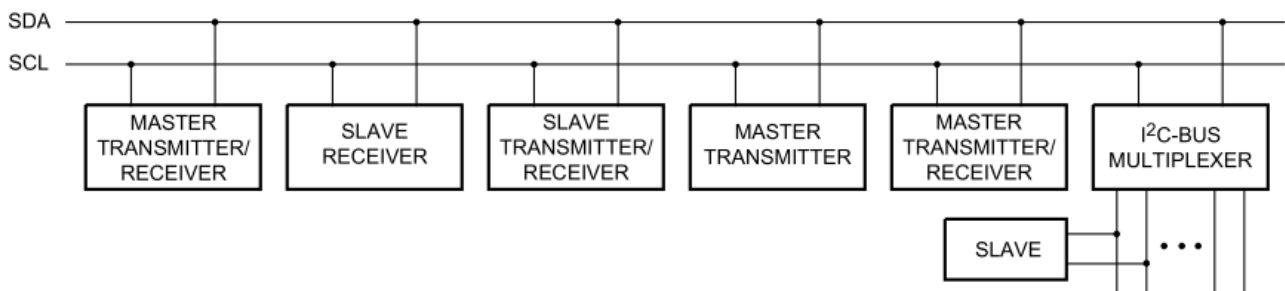 SDA
SCL
MASTER
TRANSMITTER/
RECEIVER
SLAVE
RECEIVER
SLAVE
TRANSMITTER/
RECEIVER
MASTER
TRANSMITTER
MASTER
TRANSMITTER/
RECEIVER
I²C-BUS
MULTIPLEXER
SLAVE